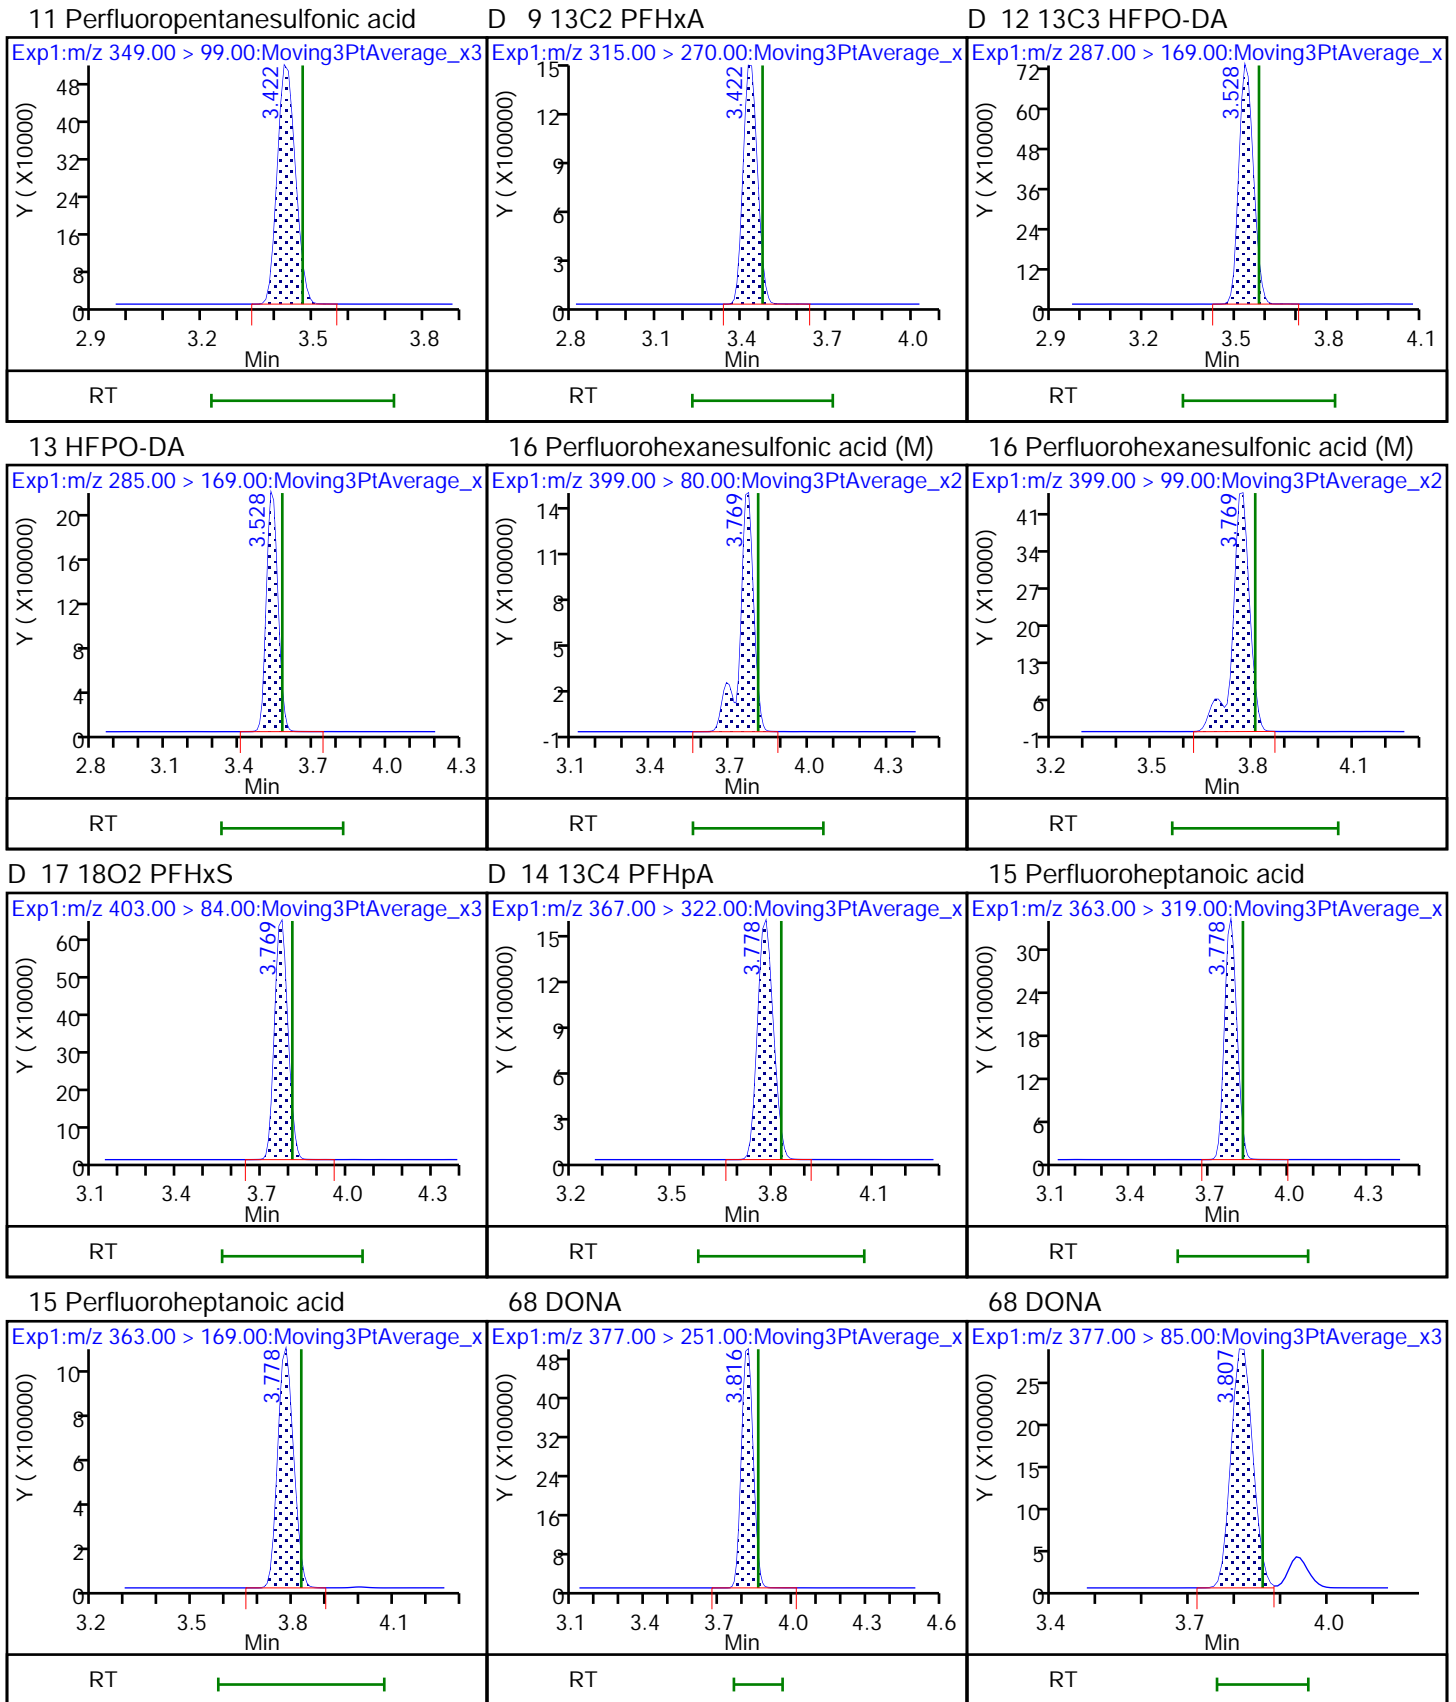 11 Perfluoropentanesulfonic acid
Exp1:m/z 349.00 > 99.00:Moving3PtAverage_x3
3.422
Y ( X10000)
48
40
32
24
16
8
0
2.9 3.2 3.5 3.8
Min
RT
D 9 13C2 PFHxA
Exp1:m/z 315.00 > 270.00:Moving3PtAverage_x
3.422
Y ( X100000)
15
12
9
6
3
0
2.8 3.1 3.4 3.7 4.0
Min
RT
D 12 13C3 HFPO-DA
Exp1:m/z 287.00 > 169.00:Moving3PtAverage_x
3.528
Y ( X10000)
72
60
48
36
24
12
0
2.9 3.2 3.5 3.8 4.1
Min
RT
13 HFPO-DA
Exp1:m/z 285.00 > 169.00:Moving3PtAverage_x
3.528
Y ( X100000)
20
16
12
8
4
0
2.8 3.1 3.4 3.7 4.0 4.3
Min
RT
16 Perfluorohexanesulfonic acid (M)
Exp1:m/z 399.00 > 80.00:Moving3PtAverage_x2
3.769
Y ( X100000)
14
11
8
5
2
-1
3.1 3.4 3.7 4.0 4.3
Min
RT
16 Perfluorohexanesulfonic acid (M)
Exp1:m/z 399.00 > 99.00:Moving3PtAverage_x2
3.769
Y ( X10000)
41
34
27
20
13
6
-1
3.2 3.5 3.8 4.1
Min
RT
D 17 18O2 PFHxS
Exp1:m/z 403.00 > 84.00:Moving3PtAverage_x3
3.769
Y ( X10000)
60
50
40
30
20
10
0
3.1 3.4 3.7 4.0 4.3
Min
RT
D 14 13C4 PFHpA
Exp1:m/z 367.00 > 322.00:Moving3PtAverage_x
3.778
Y ( X100000)
15
12
9
6
3
0
3.2 3.5 3.8 4.1
Min
RT
15 Perfluoroheptanoic acid
Exp1:m/z 363.00 > 319.00:Moving3PtAverage_x
3.778
Y ( X100000)
30
24
18
12
6
0
3.1 3.4 3.7 4.0 4.3
Min
RT
15 Perfluoroheptanoic acid
Exp1:m/z 363.00 > 169.00:Moving3PtAverage_x
3.778
Y ( X100000)
10
8
6
4
2
0
3.2 3.5 3.8 4.1
Min
RT
68 DONA
Exp1:m/z 377.00 > 251.00:Moving3PtAverage_x
3.816
Y ( X100000)
48
40
32
24
16
8
0
3.1 3.4 3.7 4.0 4.3 4.6
Min
RT
68 DONA
Exp1:m/z 377.00 > 85.00:Moving3PtAverage_x3
3.807
Y ( X100000)
25
20
15
10
5
0
3.4 3.7 4.0
Min
RT